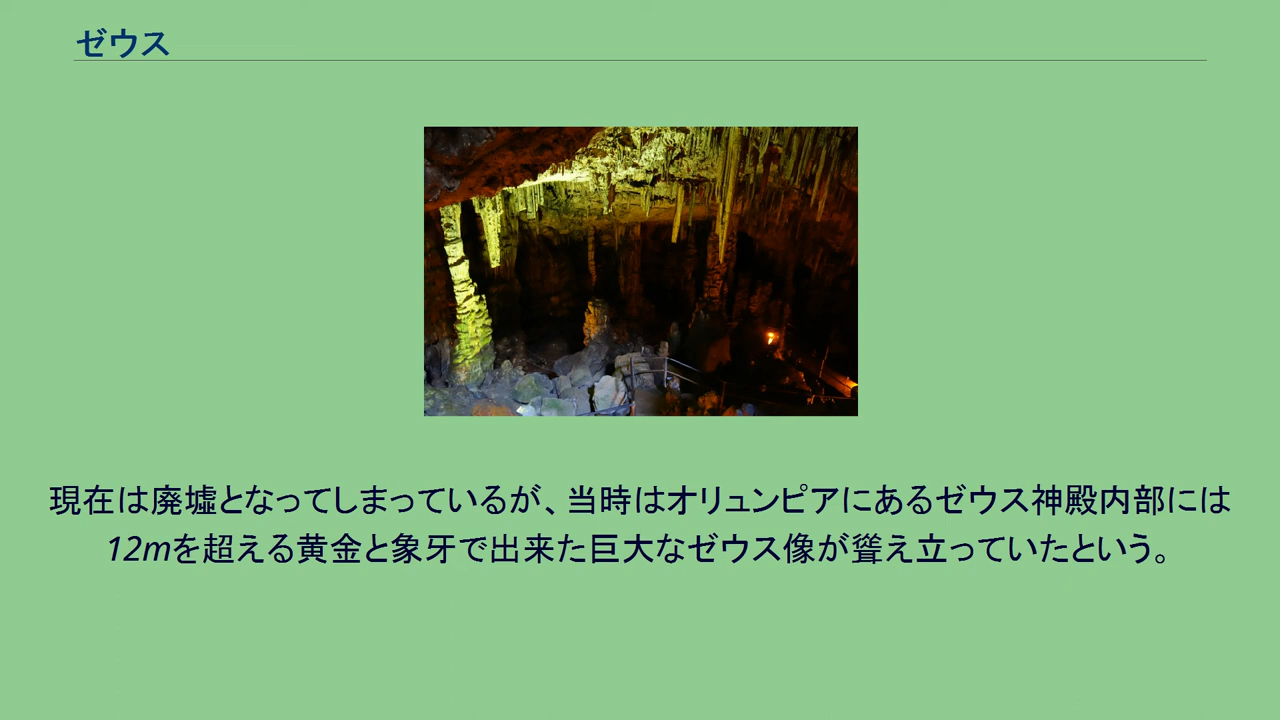 ゼウス
現在は廃墟となってしまっているが、当時はオリュンピアにあるゼウス神殿内部には
12mを超える黄金と象牙で出来た巨大なゼウス像が聳え立っていたという。